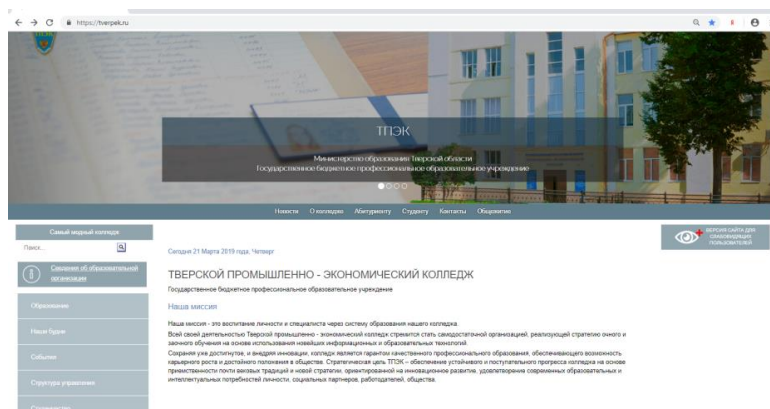 https://tverpek.ru
ТПЭК
ТПЭК
Министерство образования Тверской области
Государственное бюджетное профессиональное образовательное учреждение
Новости О колледже Абитуриенту Студенту Контакты Общежитие
Самый модный колледж
Поиск...
Сведения об образовательной
организации
Образование
Наши будни
События
Структура управления
Сегодня 21 Марта 2019 года, Четверг
ТВЕРСКОЙ ПРОМЫШЛЕННО - ЭКОНОМИЧЕСКИЙ КОЛЛЕДЖ
Государственное бюджетное профессиональное образовательное учреждение
Наша миссия
Наша миссия - это воспитание личности и специалиста через систему образования нашего колледжа.
Всей своей деятельностью Тверской промышленно - экономический колледж стремится стать самодостаточной организацией, реализующей стратегию очного и
заочного обучения на основе использования новейших информационных и образовательных технологий.
Сохраняя уже достигнутое, и внедряя инновации, колледж является гарантом качественного профессионального образования, обеспечивающего возможность
карьерного роста и достойного положения в обществе. Стратегическая цель ТПЭК – обеспечение устойчивого и поступательного прогресса колледжа на основе
преемственности почти вековых традиций и новой стратегии, ориентированной на инновационное развитие, удовлетворение современных образовательных и
интеллектуальных потребностей личности, социальных партнеров, работодателей, общества.
ВЕРСИЯ САЙТА ДЛЯ
СЛАБОВИДЯЩИХ
ПОЛЬЗОВАТЕЛЕЙ